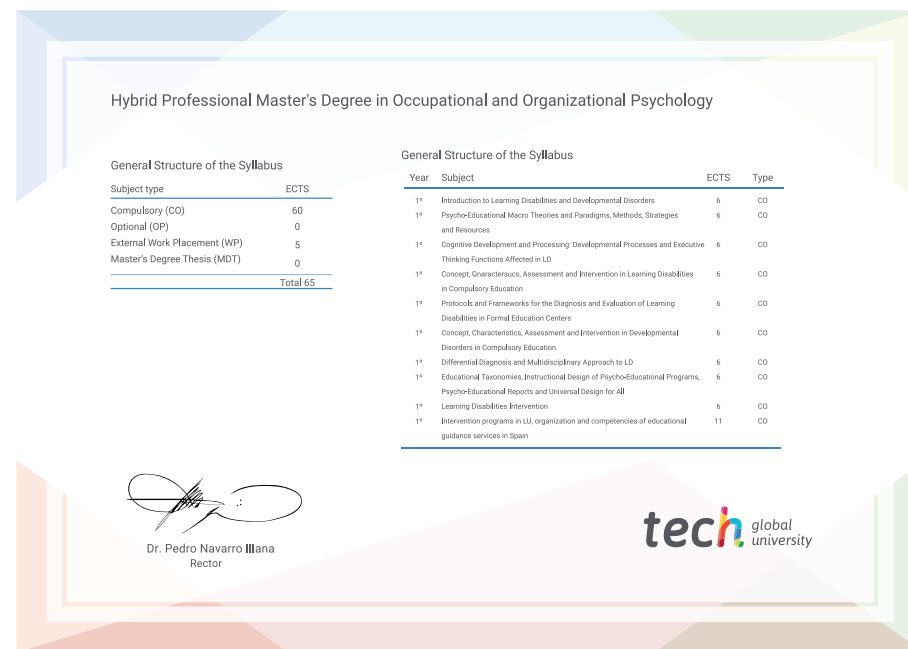 Hybrid Professional Master's Degree in Occupational and Organizational Psychology
General Structure of the Syllabus
Subject type ECTS
Compulsory (CO) 60
Optional (OP) 0
External Work Placement (WP) 5
Master's Degree Thesis (MDT) 0
Total 65
General Structure of the Syllabus
Year Subject ECTS Type
1º Introduction to Learning Disabilities and Developmental Disorders 6 CO
1º Psycho-Educational Macro Theories and Paradigms, Methods, Strategies 6 CO
and Resources
1º Cognitive Development and Processing: Developmental Processes and Executive 6 CO
Thinking Functions Affected in LD
1º Concept, Gnaractersucs, Assessment and Intervention in Learning Disabilities 6 CO
in Compulsory Education
1º Protocols and Frameworks for the Diagnosis and Evaluation of Learning 6 CO
Disabilities in Formal Education Centers
1º Concept, Characteristics, Assessment and Intervention in Developmental 6 CO
Disorders in Compulsory Education
1º Differential Diagnosis and Multidisciplinary Approach to LD 6 CO
1º Educational Taxonomies, Instructional Design of Psycho-Educational Programs, 6 CO
Psycho-Educational Reports and Universal Design for All
1º Learning Disabilities Intervention 6 CO
1º Intervention programs in LU, organization and competencies of educational 11 CO
guidance services in Spain
Dr. Pedro Navarro Illana
Rector
tech global
university